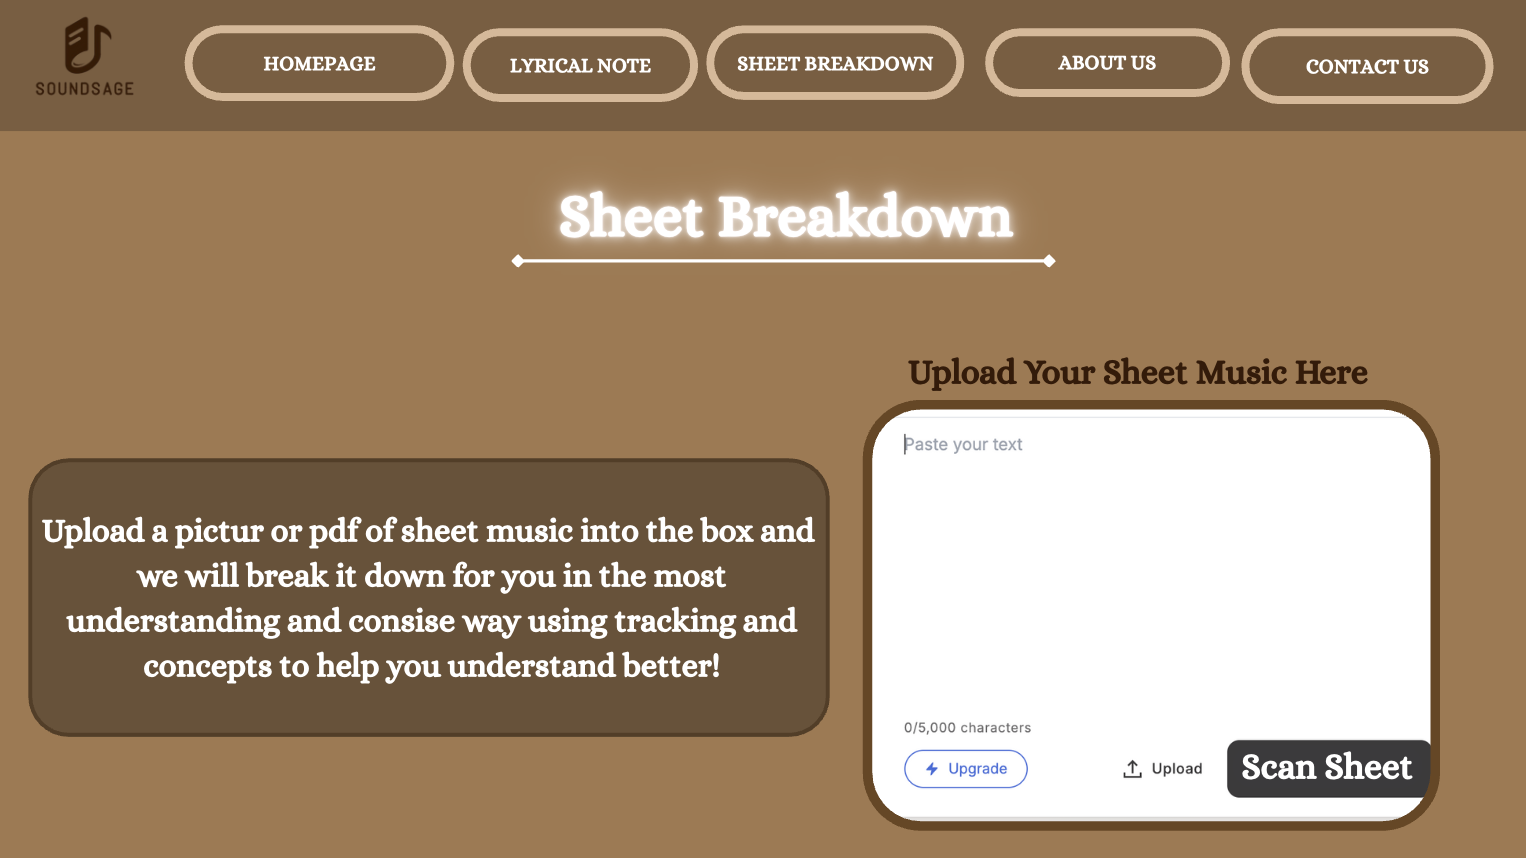 SOUNDSAGE
HOMEPAGE
LYRICAL NOTE
SHEET BREAKDOWN
ABOUT US
CONTACT US
Sheet Breakdown
Upload Your Sheet Music Here
Paste your text
Upload a pictur or pdf of sheet music into the box and
we will break it down for you in the most
understanding and consise way using tracking and
concepts to help you understand better!
0/5,000 characters
Upgrade
Upload
Scan Sheet